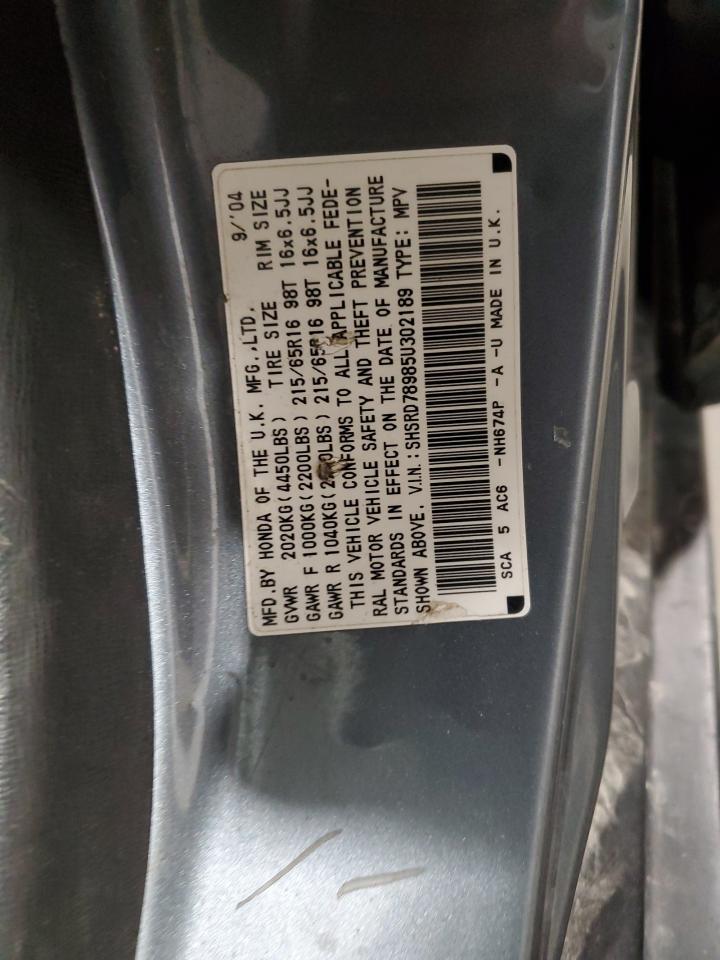 MFD.BY HONDA OF THE U.K. MFG.,LTD. 9/'04
GVWR 2020KG(4450LBS) TIRE SIZE RIM SIZE
GAWR F 1000KG(2200LBS) 215/65R16 98T 16x6.5JJ
GAWR R 1040KG( 215/65R16 98T 16x6.5JJ
THIS VEHICLE CONFORMS TO ALL APPLICABLE FEDE-
RAL MOTOR VEHICLE SAFETY AND THEFT PREVENTION
STANDARDS IN EFFECT ON THE DATE OF MANUFACTURE
SHOWN ABOVE. V.I.N.:SHSRD78985U302189 TYPE: MPV
SCA 5 AC6 -NH674P -A -U MADE IN U.K.